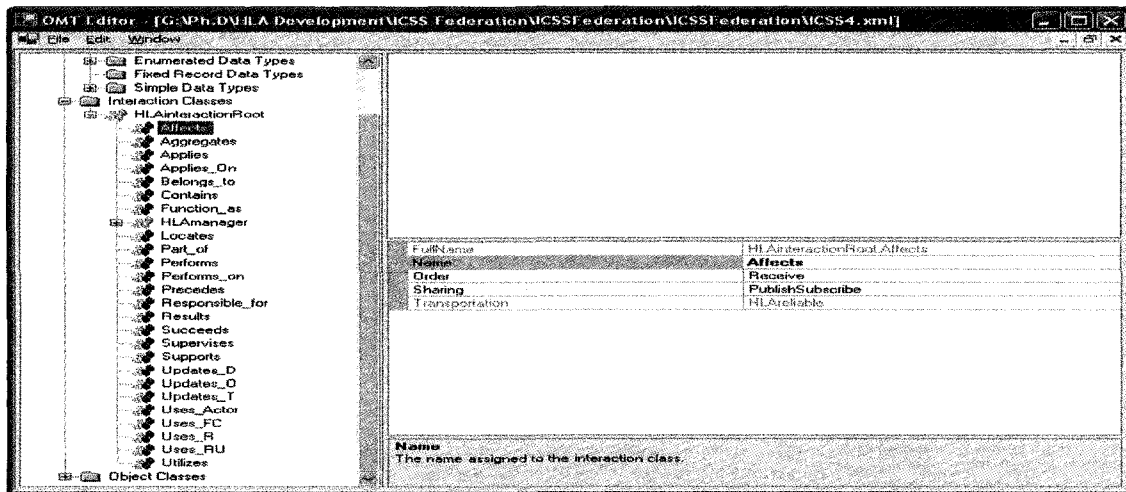 OMT Editor - [G:\Ph.D\HLA Development\ICSS Federation\ICSSFederation\ICSSFederation\ICSS4.xml]
File Edit Window
Enumerated Data Types
Fixed Record Data Types
Simple Data Types
Interaction Classes
HLAinteractionRoot
Affects
Aggregates
Applies
Applies_On
Belongs_to
Contains
Function_as
HLAmanager
Locates
Part_of
Performs
Performs_on
Precedes
Responsible_for
Results
Succeeds
Supervises
Supports
Updates_D
Updates_O
Updates_T
Uses_Actor
Uses_FC
Uses_R
Uses_RU
Utilizes
Object Classes
FullName HLAinteractionRoot.Affects
Name Affects
Order Receive
Sharing PublishSubscribe
Transportation HLAreliable
Name
The name assigned to the interaction class.